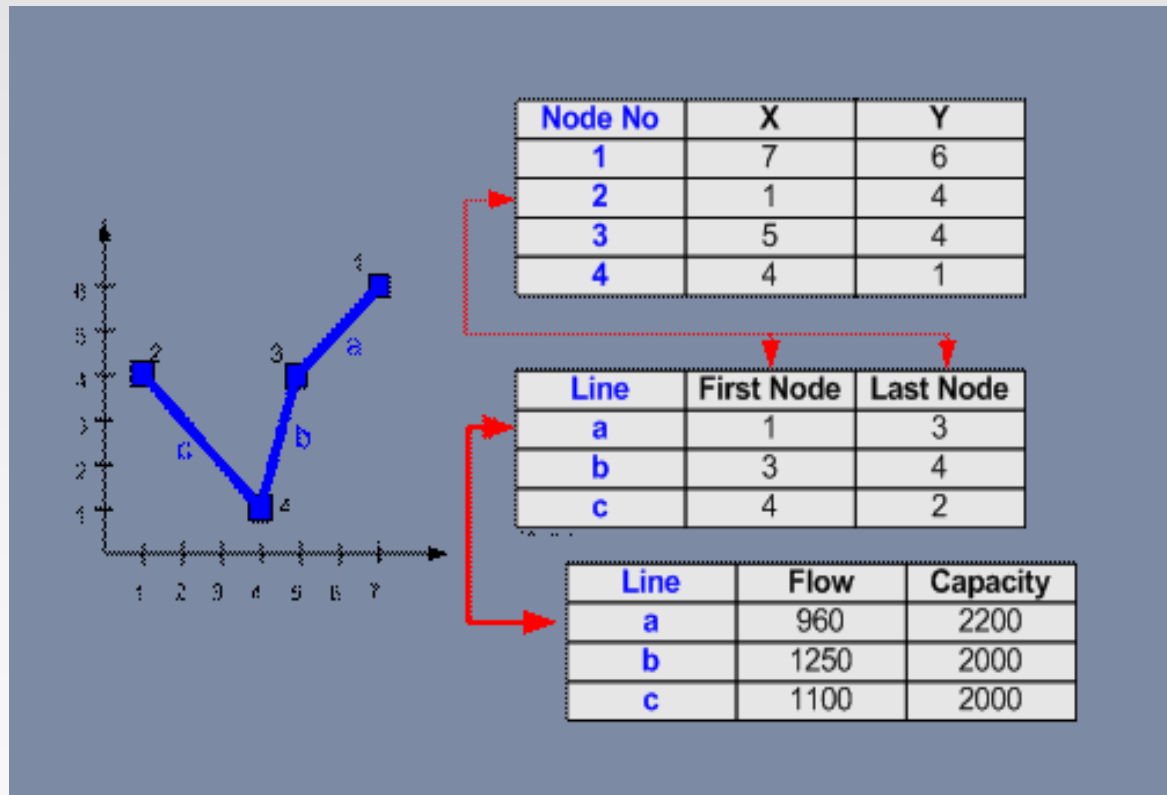 Node No X Y
1 7 6
2 1 4
3 5 4
4 4 1
Line First Node Last Node
a 1 3
b 3 4
c 4 2
Line Flow Capacity
a 960 2200
b 1250 2000
c 1100 2000
6
5
4
3
2
1
1 2 3 4 5 6 7
1
2
3
4
a
b
c